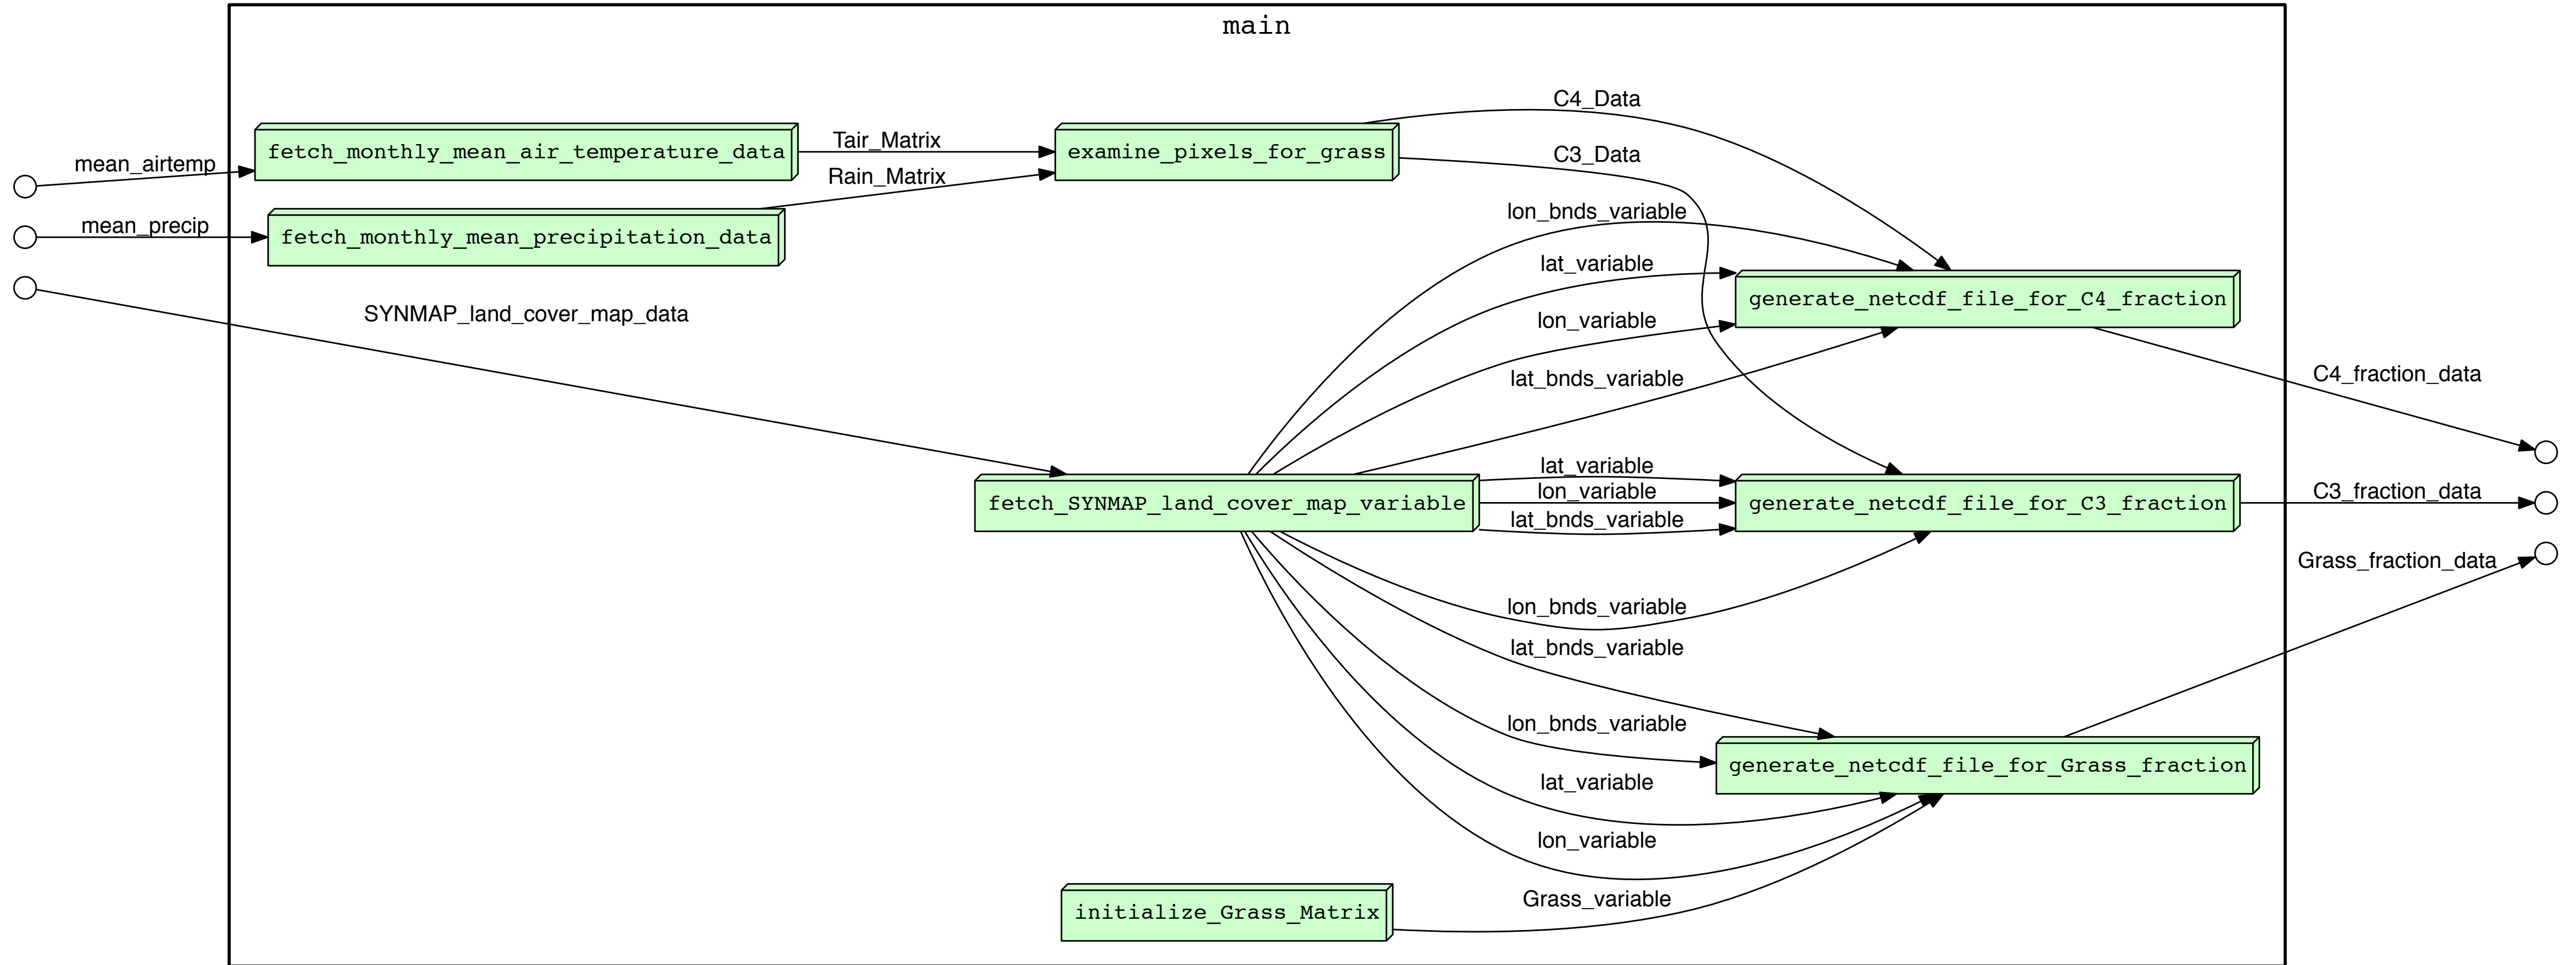 main
C4_Data
fetch_monthly_mean_air_temperature_data
Tair_Matrix
examine_pixels_for_grass
C3_Data
mean_airtemp
Rain_Matrix
mean_precip
fetch_monthly_mean_precipitation_data
lon_bnds_variable
lat_variable
generate_netcdf_file_for_C4_fraction
SYNMAP_land_cover_map_data
lon_variable
lat_bnds_variable
C4_fraction_data
lat_variable
fetch_SYNMAP_land_cover_map_variable
lon_variable
generate_netcdf_file_for_C3_fraction
C3_fraction_data
lat_bnds_variable
Grass_fraction_data
lon_bnds_variable
lat_bnds_variable
lon_bnds_variable
generate_netcdf_file_for_Grass_fraction
lat_variable
lon_variable
Grass_variable
initialize_Grass_Matrix